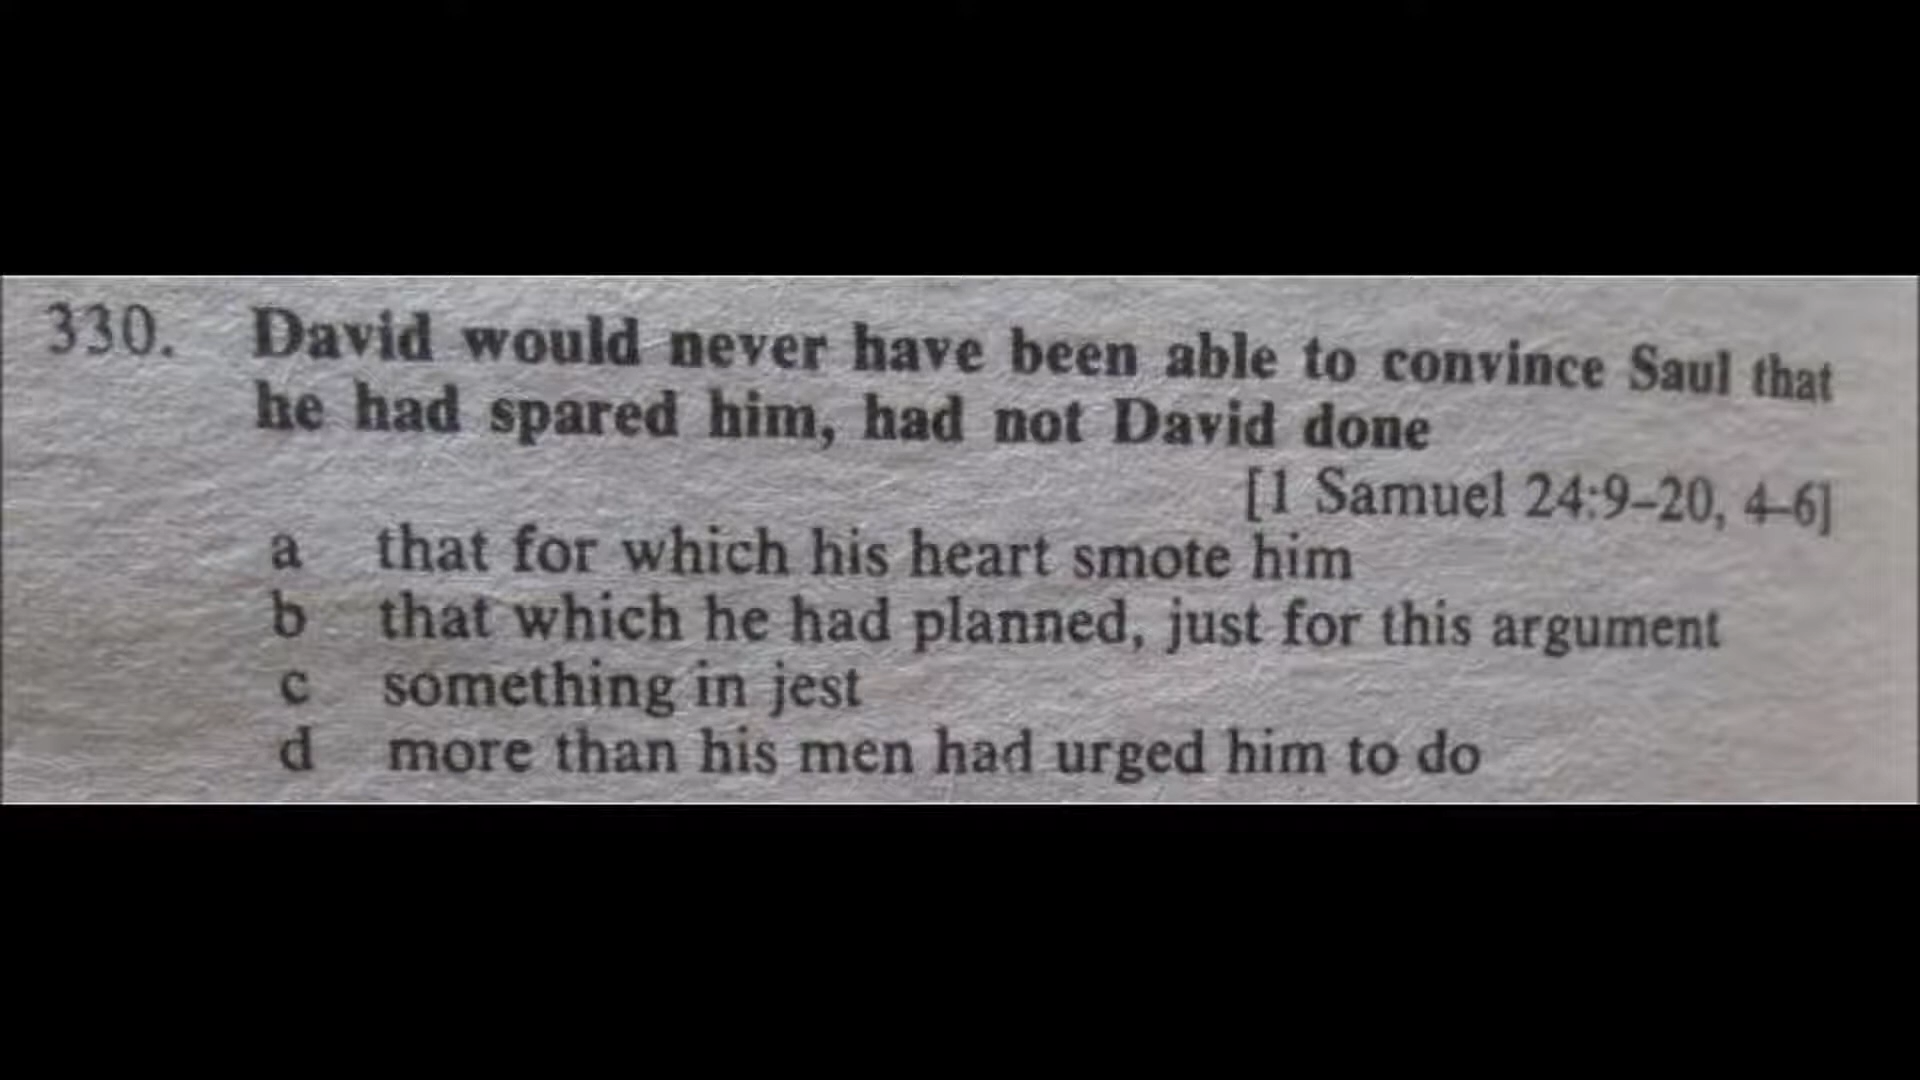 330. David would never have been able to convince Saul that
he had spared him, had not David done
[1 Samuel 24:9–20, 4–6]
a that for which his heart smote him
b that which he had planned, just for this argument
c something in jest
d more than his men had urged him to do